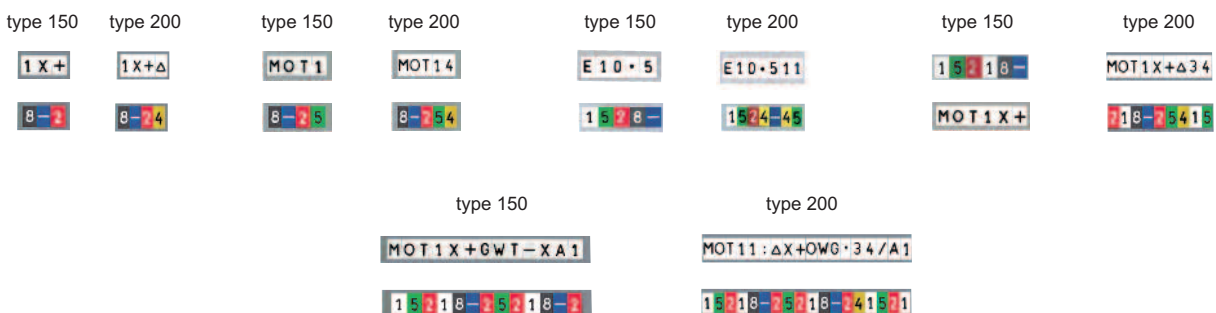 type 150 type 200 type 150 type 200 type 150 type 200 type 150 type 200
1X+ 1X+△ MOT1 MOT14 E10·5 E10·511 15218– MOT1X+△34
8–2 8–24 8–25 8–254 1528– 1524–45 MOT1X+ 218–25415
type 150 type 200
MOT1X+GWT–XA1 MOT11:△X+OWG·34/A1
15218–25218–2 15218–25218–241521